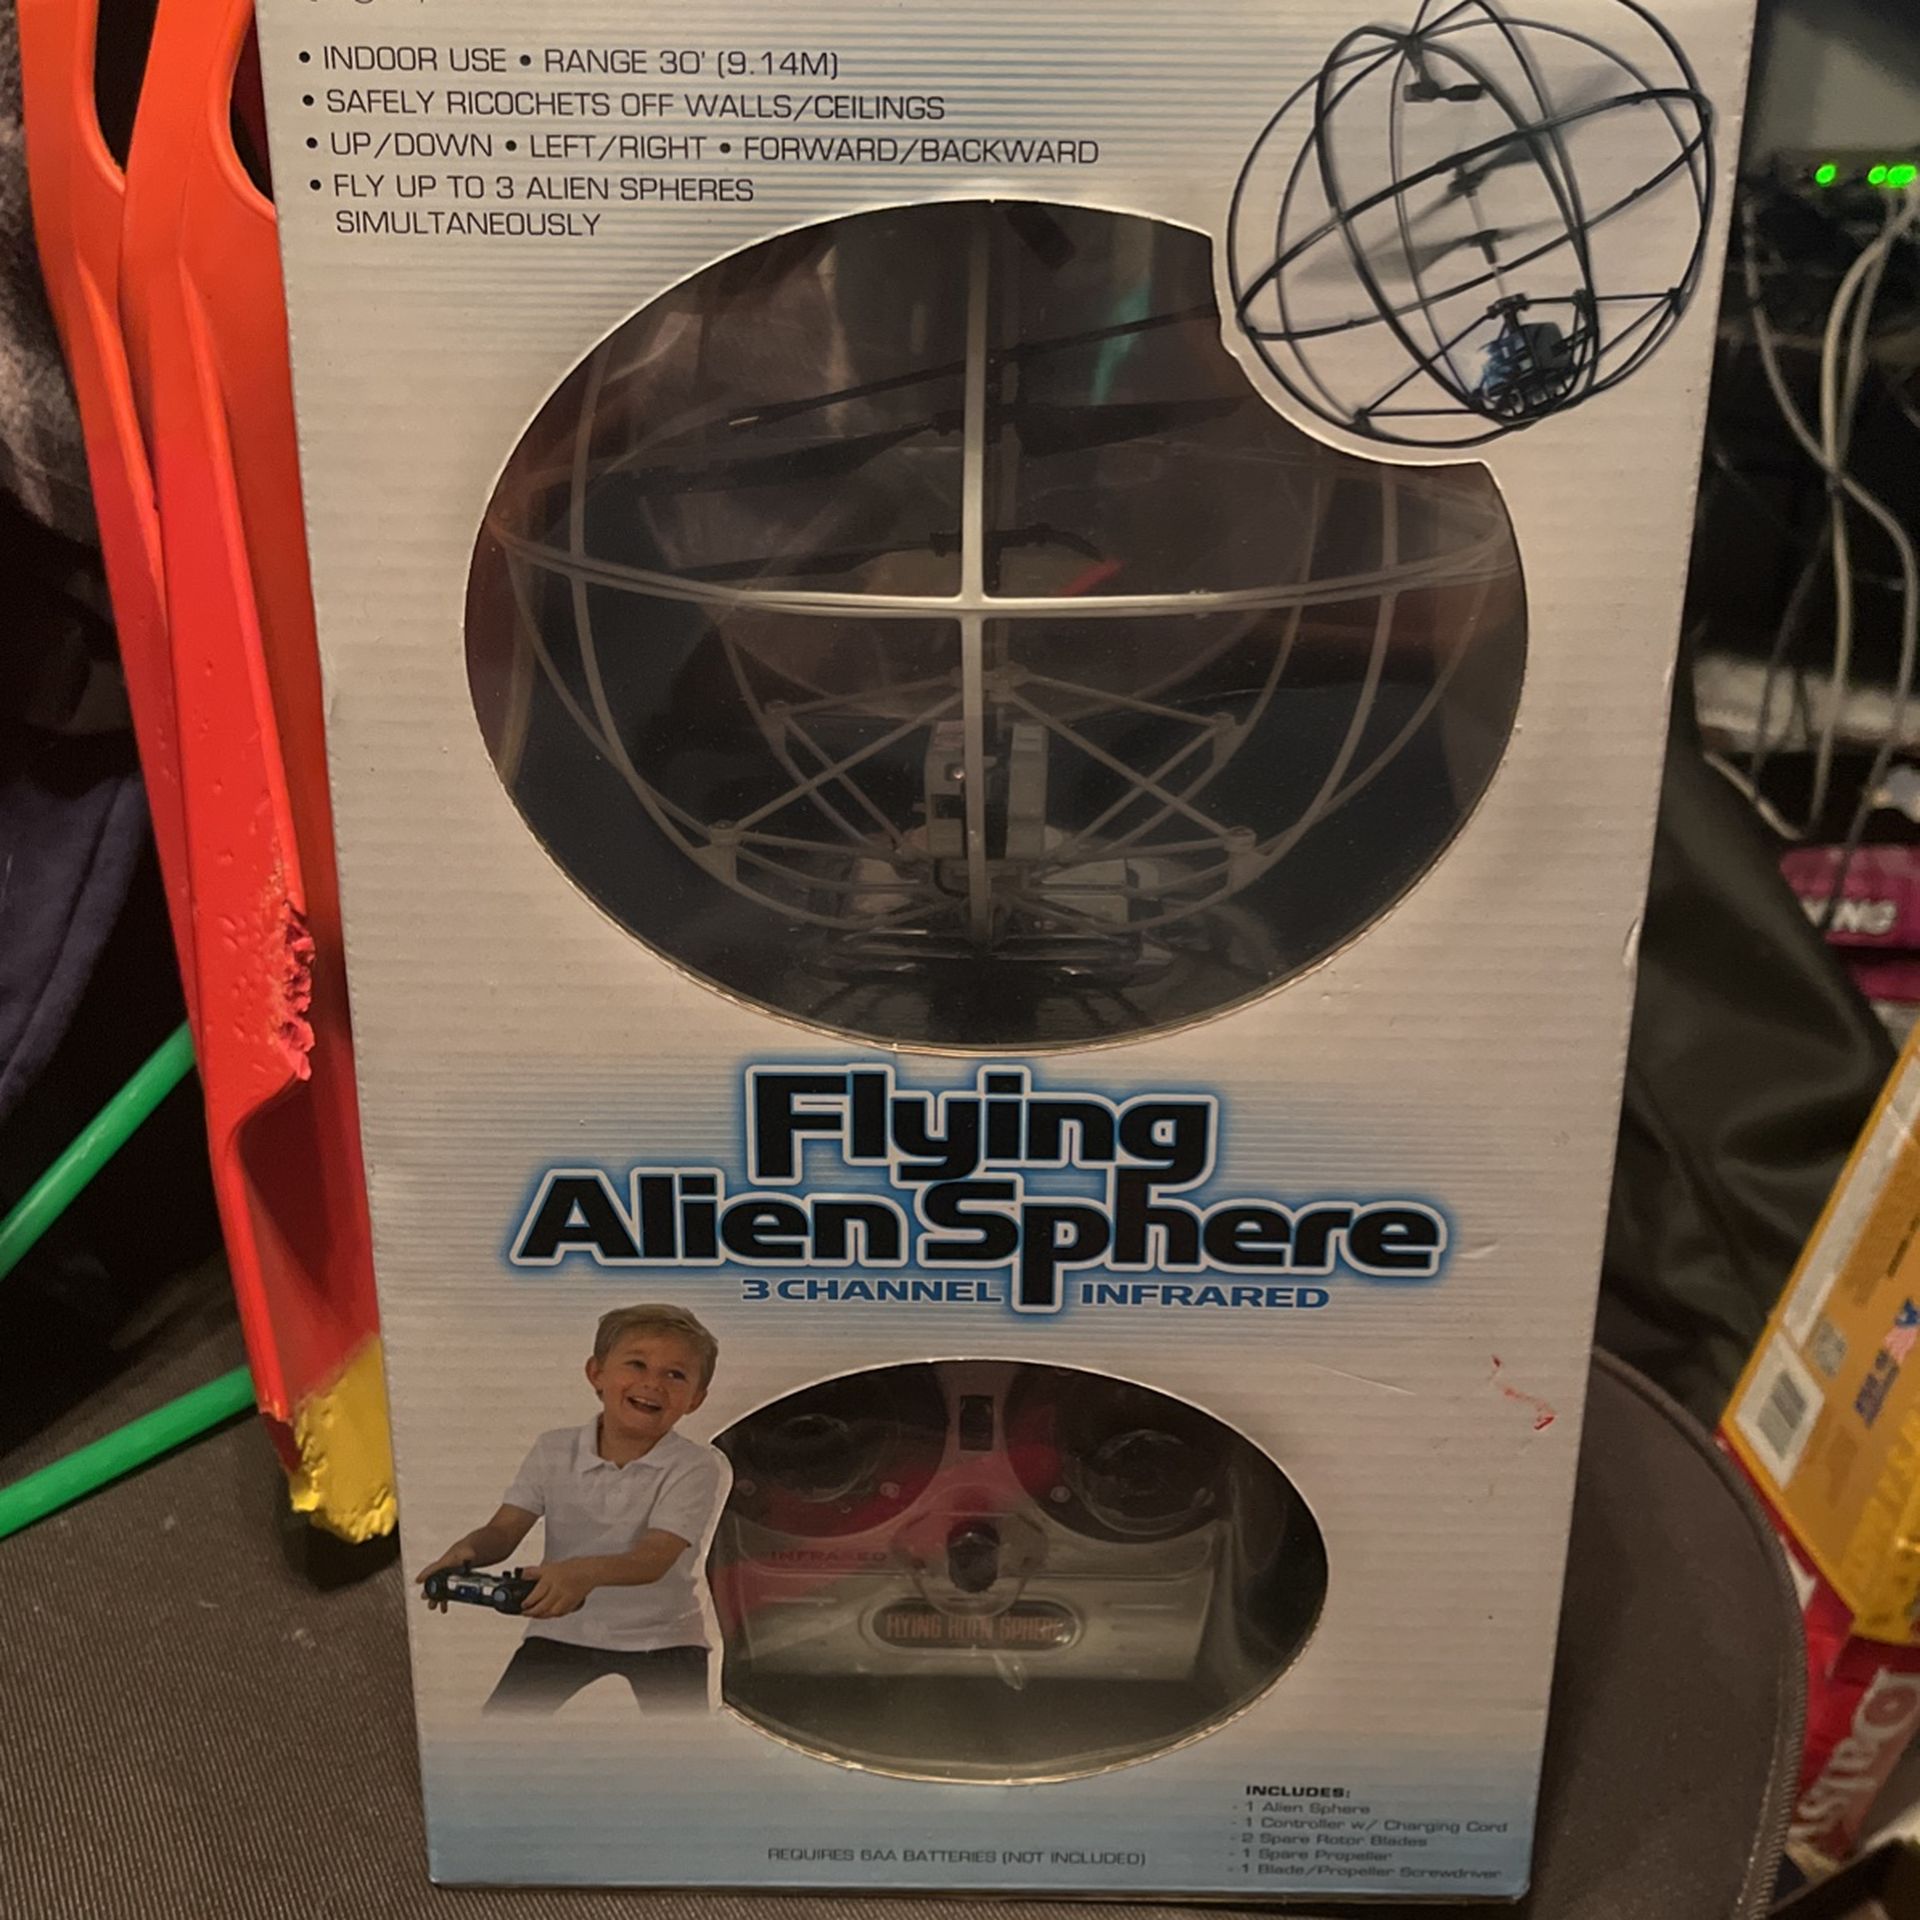 • INDOOR USE • RANGE 30' (9.14M)
• SAFELY RICOCHETS OFF WALLS/CEILINGS
• UP/DOWN • LEFT/RIGHT • FORWARD/BACKWARD
• FLY UP TO 3 ALIEN SPHERES
SIMULTANEOUSLY
Flying
Alien Sphere
3 CHANNEL INFRARED
INFRARED
FLYING ALIEN SPHERE
INCLUDES:
- 1 Alien Sphere
- 1 Controller w/ Charging Cord
- 2 Spare Rotor Blades
- 1 Spare Propeller
- 1 Blade/Propeller Screwdriver
REQUIRES 6AA BATTERIES (NOT INCLUDED)